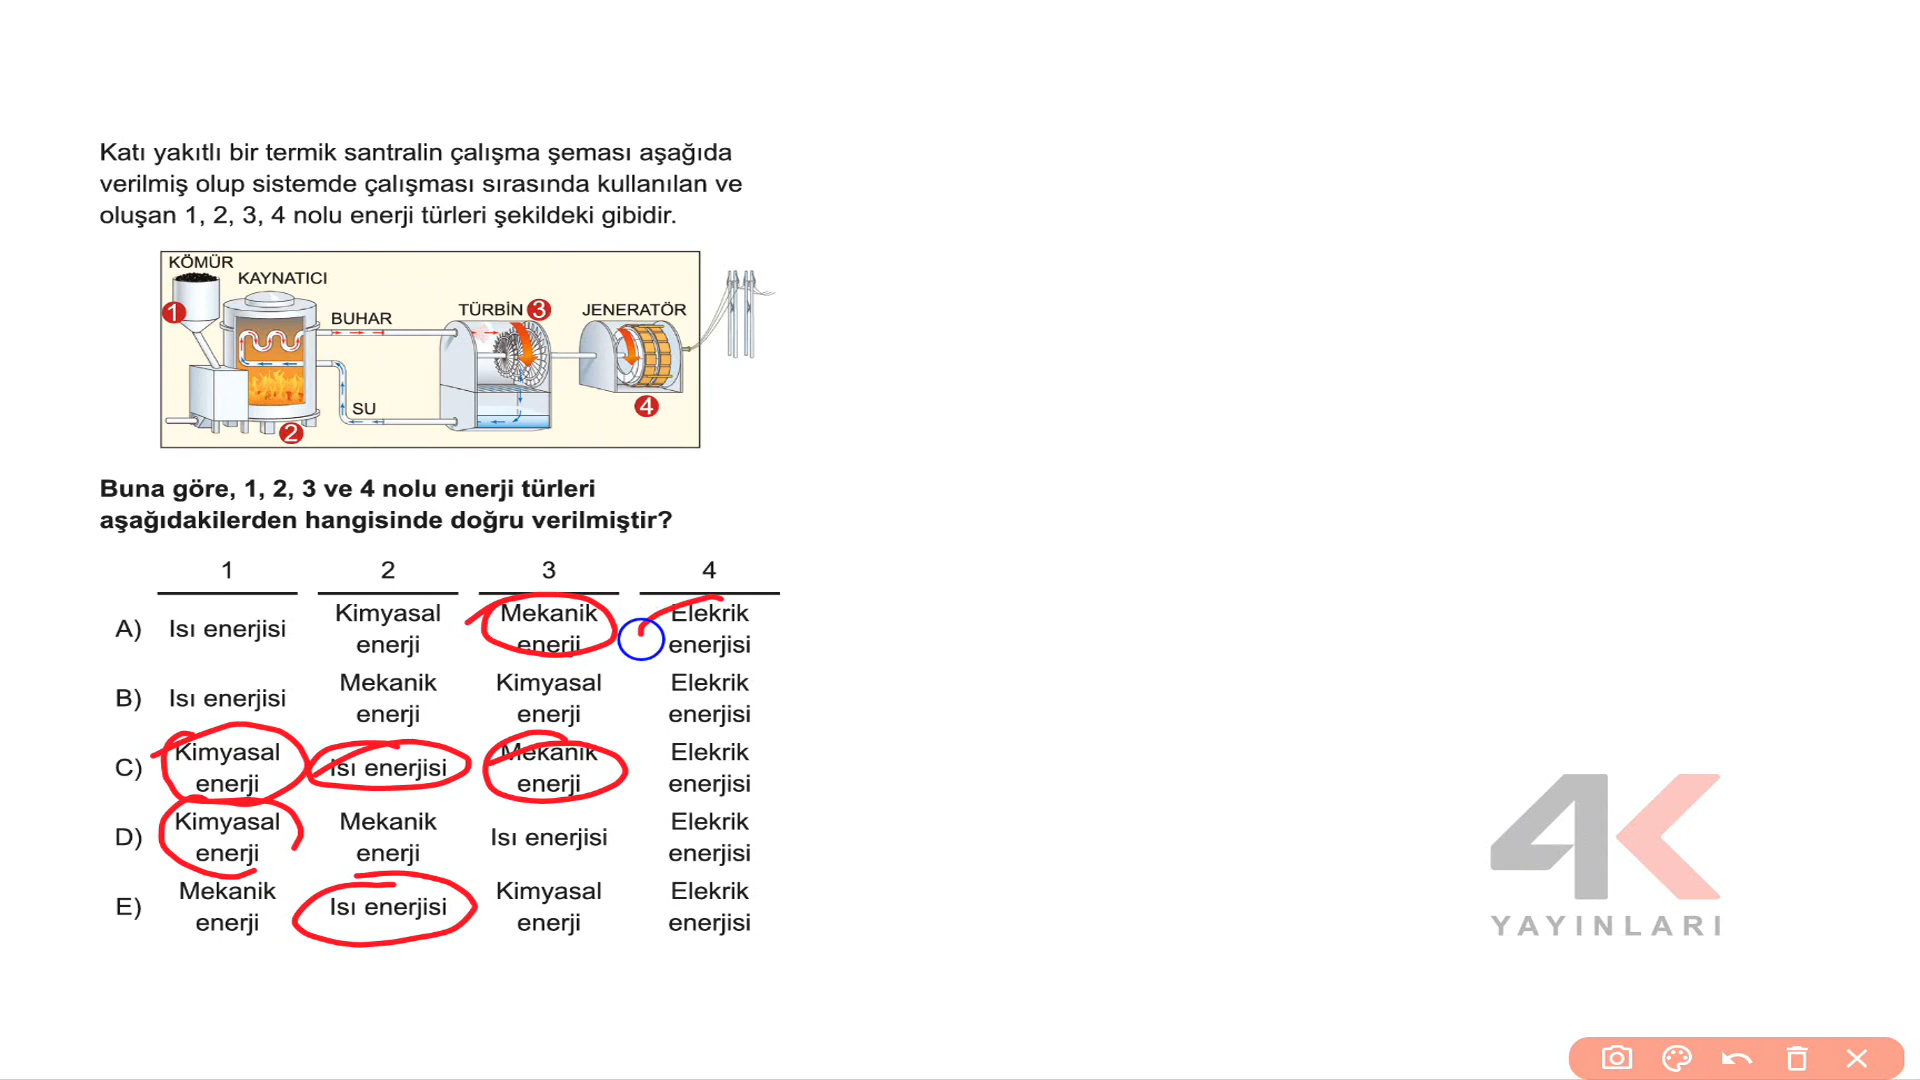 Katı yakıtlı bir termik santralin çalışma şeması aşağıda
verilmiş olup sistemde çalışması sırasında kullanılan ve
oluşan 1, 2, 3, 4 nolu enerji türleri şekildeki gibidir.
KÖMÜR
KAYNATICI
1
BUHAR
TÜRBİN 3
JENERATÖR
SU
4
2
Buna göre, 1, 2, 3 ve 4 nolu enerji türleri
aşağıdakilerden hangisinde doğru verilmiştir?
1 2 3 4
A) Isı enerjisi Kimyasal enerji Mekanik enerji Elekrik enerjisi
B) Isı enerjisi Mekanik enerji Kimyasal enerji Elekrik enerjisi
C) Kimyasal enerji Isı enerjisi Mekanik enerji Elekrik enerjisi
D) Kimyasal enerji Mekanik enerji Isı enerjisi Elekrik enerjisi
E) Mekanik enerji Isı enerjisi Kimyasal enerji Elekrik enerjisi
4K
YAYINLARI